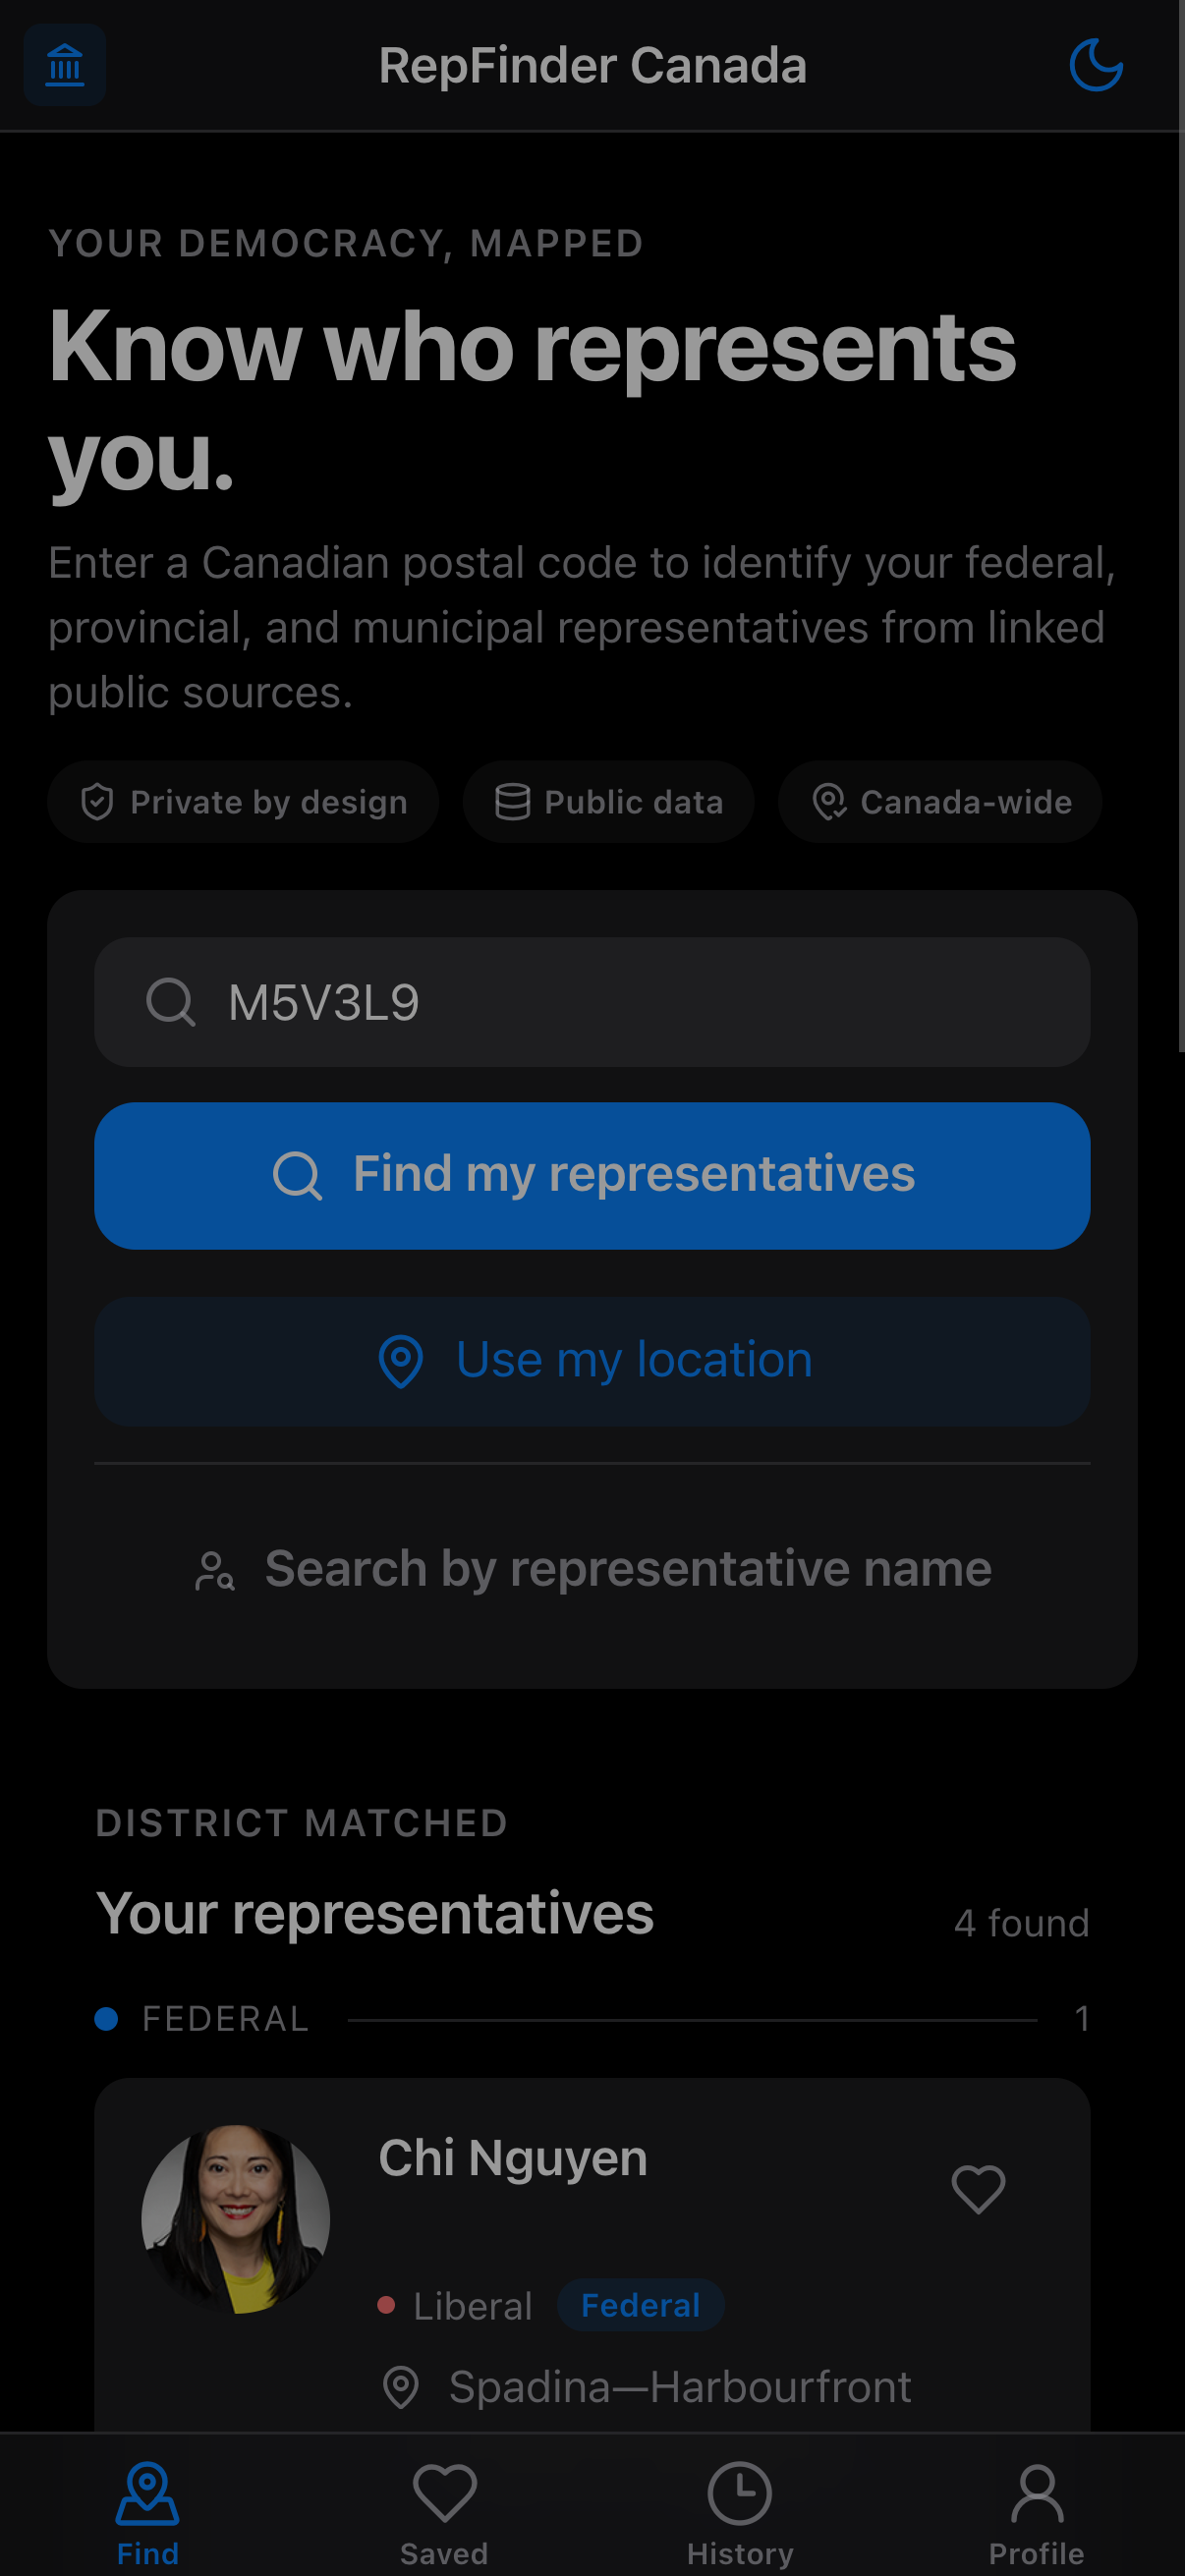 RepFinder Canada
YOUR DEMOCRACY, MAPPED
Know who represents
you.
Enter a Canadian postal code to identify your federal,
provincial, and municipal representatives from linked
public sources.
Private by design
Public data
Canada-wide
M5V3L9
Find my representatives
Use my location
Search by representative name
DISTRICT MATCHED
Your representatives
4 found
FEDERAL
1
Chi Nguyen
Liberal
Federal
Spadina—Harbourfront
Find
Saved
History
Profile